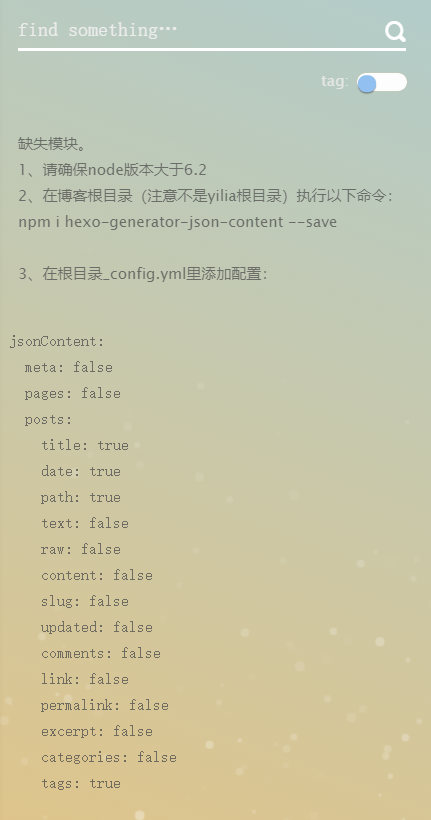 find something…
tag:
缺失模块。
1、请确保node版本大于6.2
2、在博客根目录（注意不是yilia根目录）执行以下命令：
npm i hexo-generator-json-content --save
3、在根目录_config.yml里添加配置：
jsonContent:
meta: false
pages: false
posts:
title: true
date: true
path: true
text: false
raw: false
content: false
slug: false
updated: false
comments: false
link: false
permalink: false
excerpt: false
categories: false
tags: true